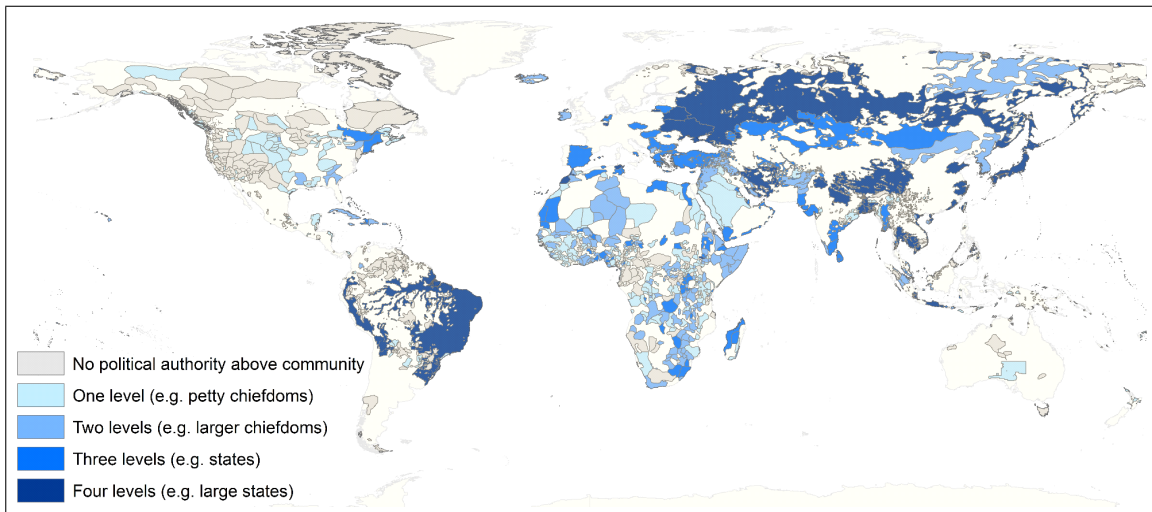 No political authority above community
One level (e.g. petty chiefdoms)
Two levels (e.g. larger chiefdoms)
Three levels (e.g. states)
Four levels (e.g. large states)